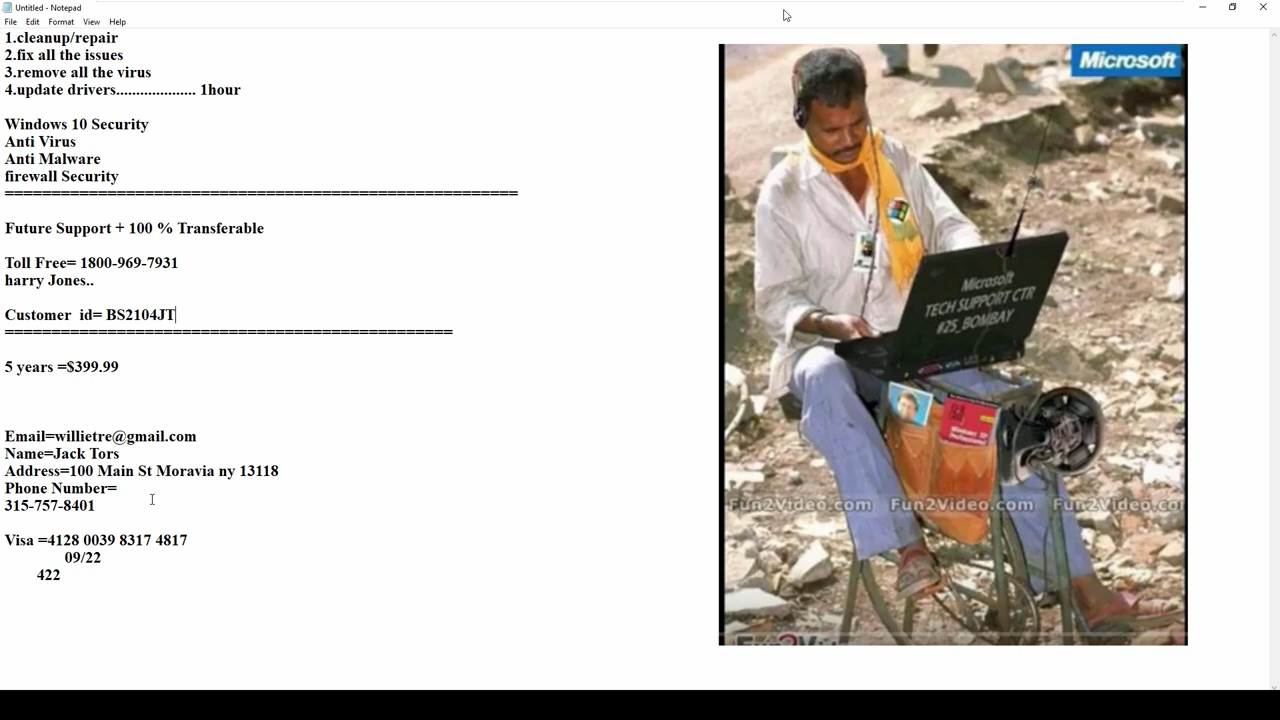 Untitled - Notepad
File Edit Format View Help
1.cleanup/repair
2.fix all the issues
3.remove all the virus
4.update drivers.................... 1hour
Windows 10 Security
Anti Virus
Anti Malware
firewall Security
=====================================================
Future Support + 100 % Transferable
Toll Free= 1800-969-7931
harry Jones..
Customer  id= BS2104JT
==============================================
5 years =$399.99
Email=willietre@gmail.com
Name=Jack Tors
Address=100 Main St Moravia ny 13118
Phone Number=
315-757-8401
Visa =4128 0039 8317 4817
09/22
422
Microsoft
Microsoft
TECH SUPPORT CTR
#25_BOMBAY
Windows XP
Professional
Fun2Video.com Fun2Video.com Fun2Video.co